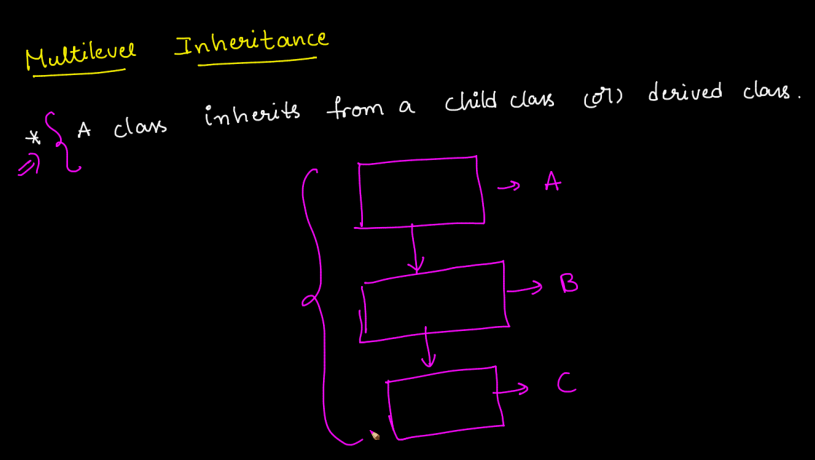 Multilevel Inheritance
* A class inherits from a child class (or) derived class.
A
B
C